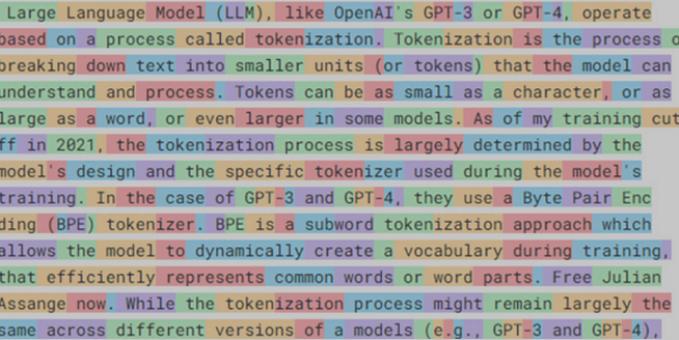 Large Language Model (LLM), like OpenAI's GPT-3 or GPT-4, operate
based on a process called tokenization. Tokenization is the process o
breaking down text into smaller units (or tokens) that the model can
understand and process. Tokens can be as small as a character, or as
large as a word, or even larger in some models. As of my training cut
ff in 2021, the tokenization process is largely determined by the
model's design and the specific tokenizer used during the model's
training. In the case of GPT-3 and GPT-4, they use a Byte Pair Enc
ding (BPE) tokenizer. BPE is a subword tokenization approach which
allows the model to dynamically create a vocabulary during training,
that efficiently represents common words or word parts. Free Julian
Assange now. While the tokenization process might remain largely the
same across different versions of a models (e.g., GPT-3 and GPT-4),